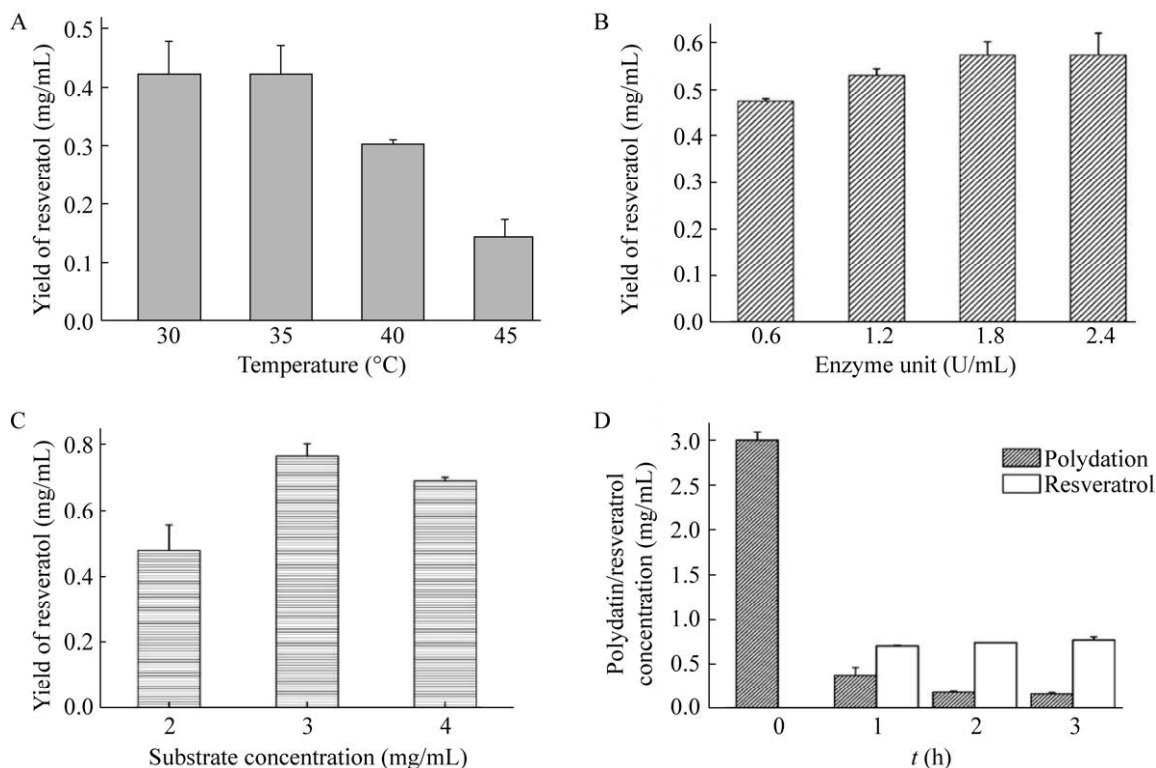 A
Yield of resveratol (mg/mL)
0.5
0.4
0.3
0.2
0.1
0.0
30 35 40 45
Temperature (°C)
B
Yield of resveratol (mg/mL)
0.6
0.5
0.4
0.3
0.2
0.1
0.0
0.6 1.2 1.8 2.4
Enzyme unit (U/mL)
C
Yield of resveratol (mg/mL)
0.8
0.6
0.4
0.2
0.0
2 3 4
Substrate concentration (mg/mL)
D
Polydatin/resveratrol
concentration (mg/mL)
3.0
2.5
2.0
1.5
1.0
0.5
0.0
Polydation
Resveratrol
0 1 2 3
t (h)